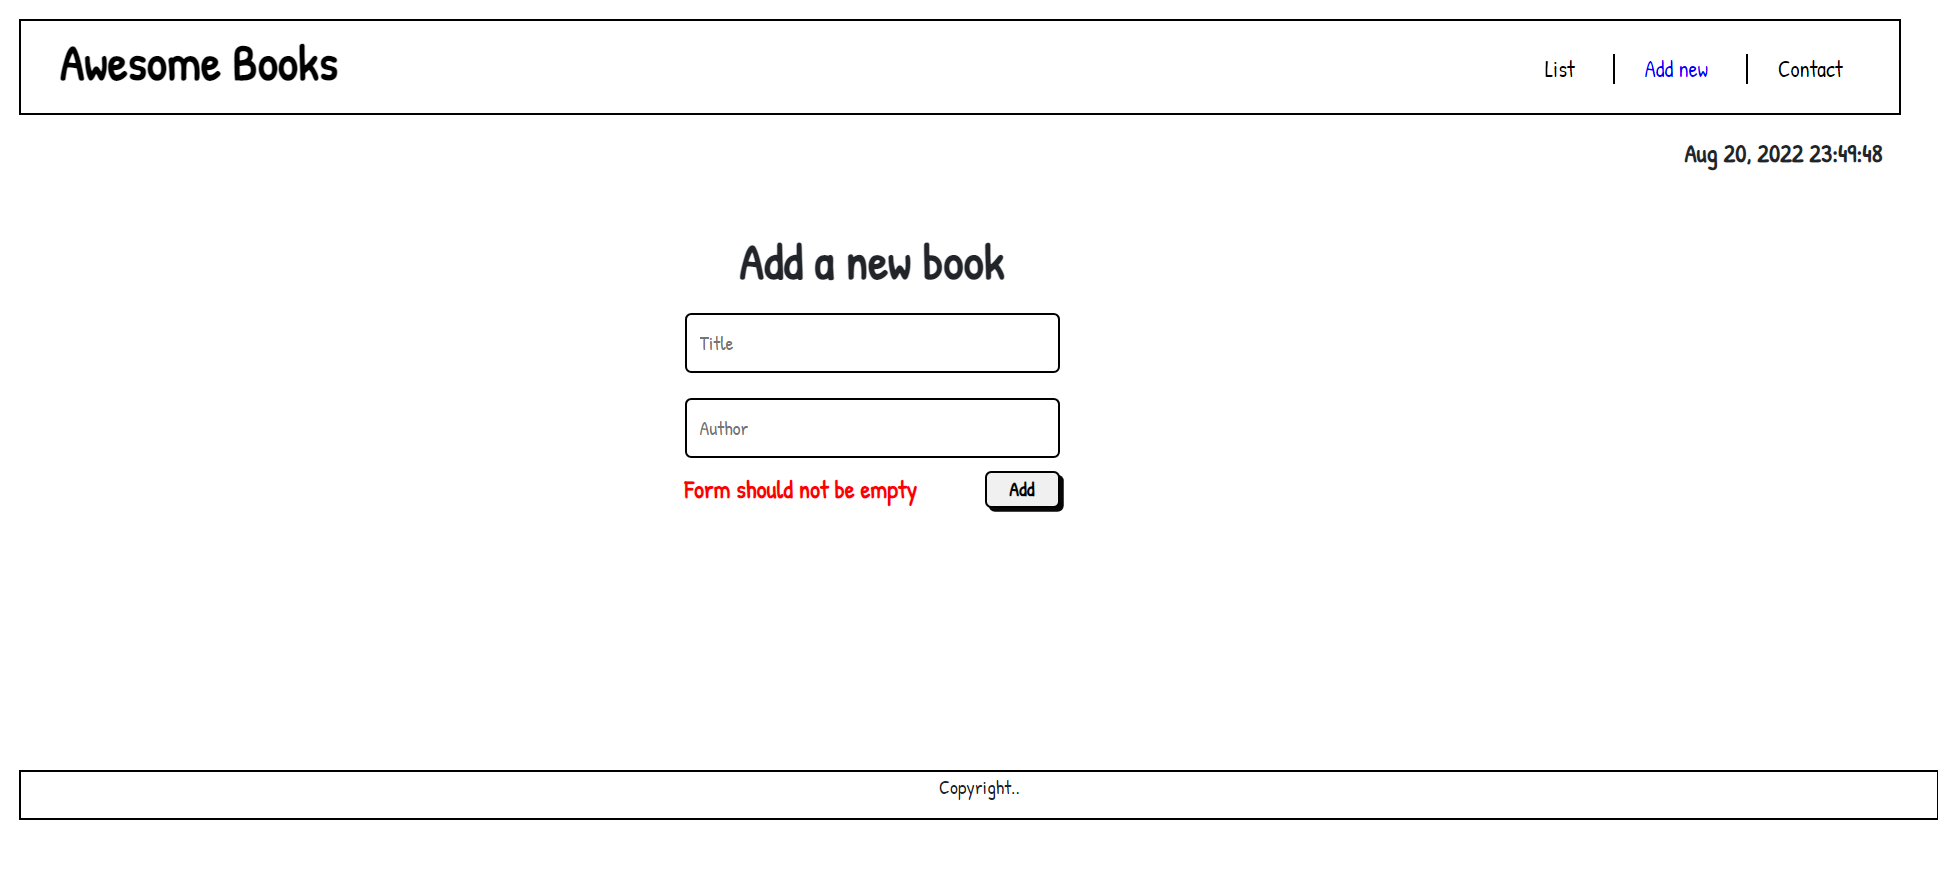 Awesome Books
List
Add new
Contact
Aug 20, 2022 23:49:48
Add a new book
Title
Author
Form should not be empty
Add
Copyright..